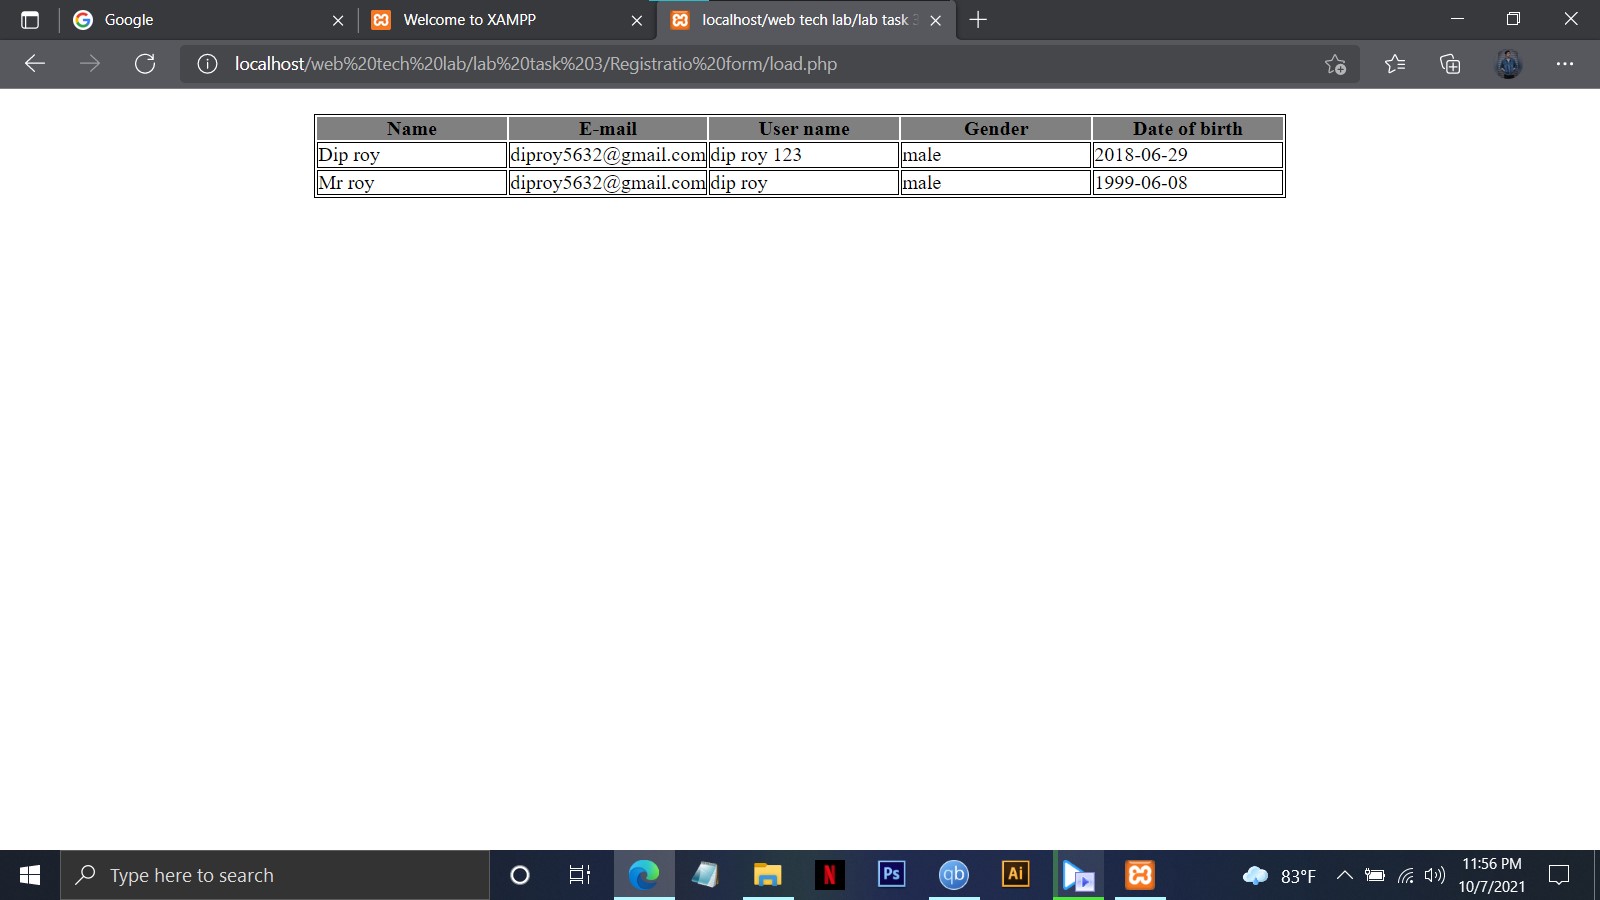 Google
Welcome to XAMPP
localhost/web tech lab/lab task 3
localhost/web%20tech%20lab/lab%20task%203/Registratio%20form/load.php
Name E-mail User name Gender Date of birth
Dip roy diproy5632@gmail.com dip roy 123 male 2018-06-29
Mr roy diproy5632@gmail.com dip roy male 1999-06-08
Type here to search
N
Ps
qb
Ai
83°F
11:56 PM
10/7/2021